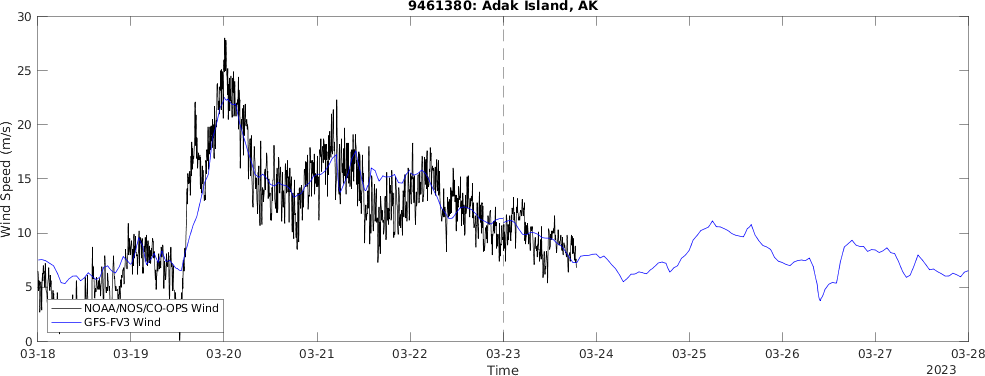 9461380: Adak Island, AK
30
25
20
15
10
5
0
Wind Speed (m/s)
NOAA/NOS/CO-OPS Wind
GFS-FV3 Wind
03-18 03-19 03-20 03-21 03-22 03-23 03-24 03-25 03-26 03-27 03-28
Time
2023